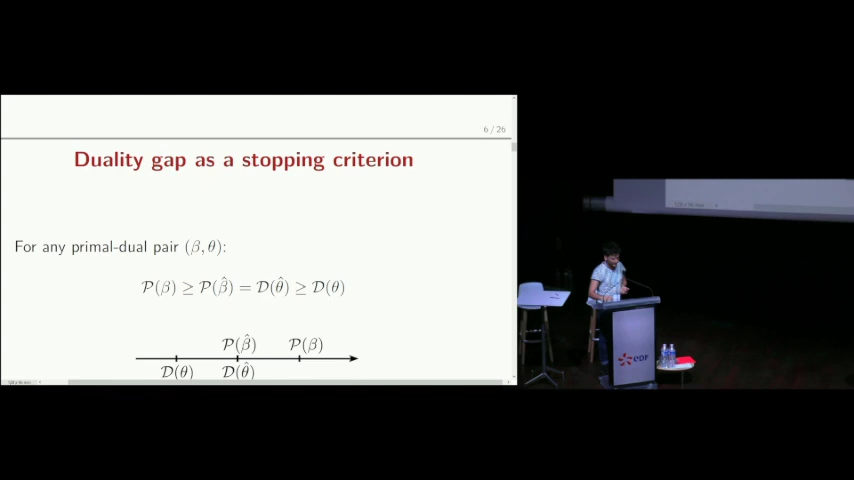 6 / 26
Duality gap as a stopping criterion
For any primal-dual pair (β, θ):
𝒫(β) ≥ 𝒫(β̂) = 𝒟(θ̂) ≥ 𝒟(θ)
𝒫(β̂) 𝒫(β)
𝒟(θ) 𝒟(θ̂)
edf